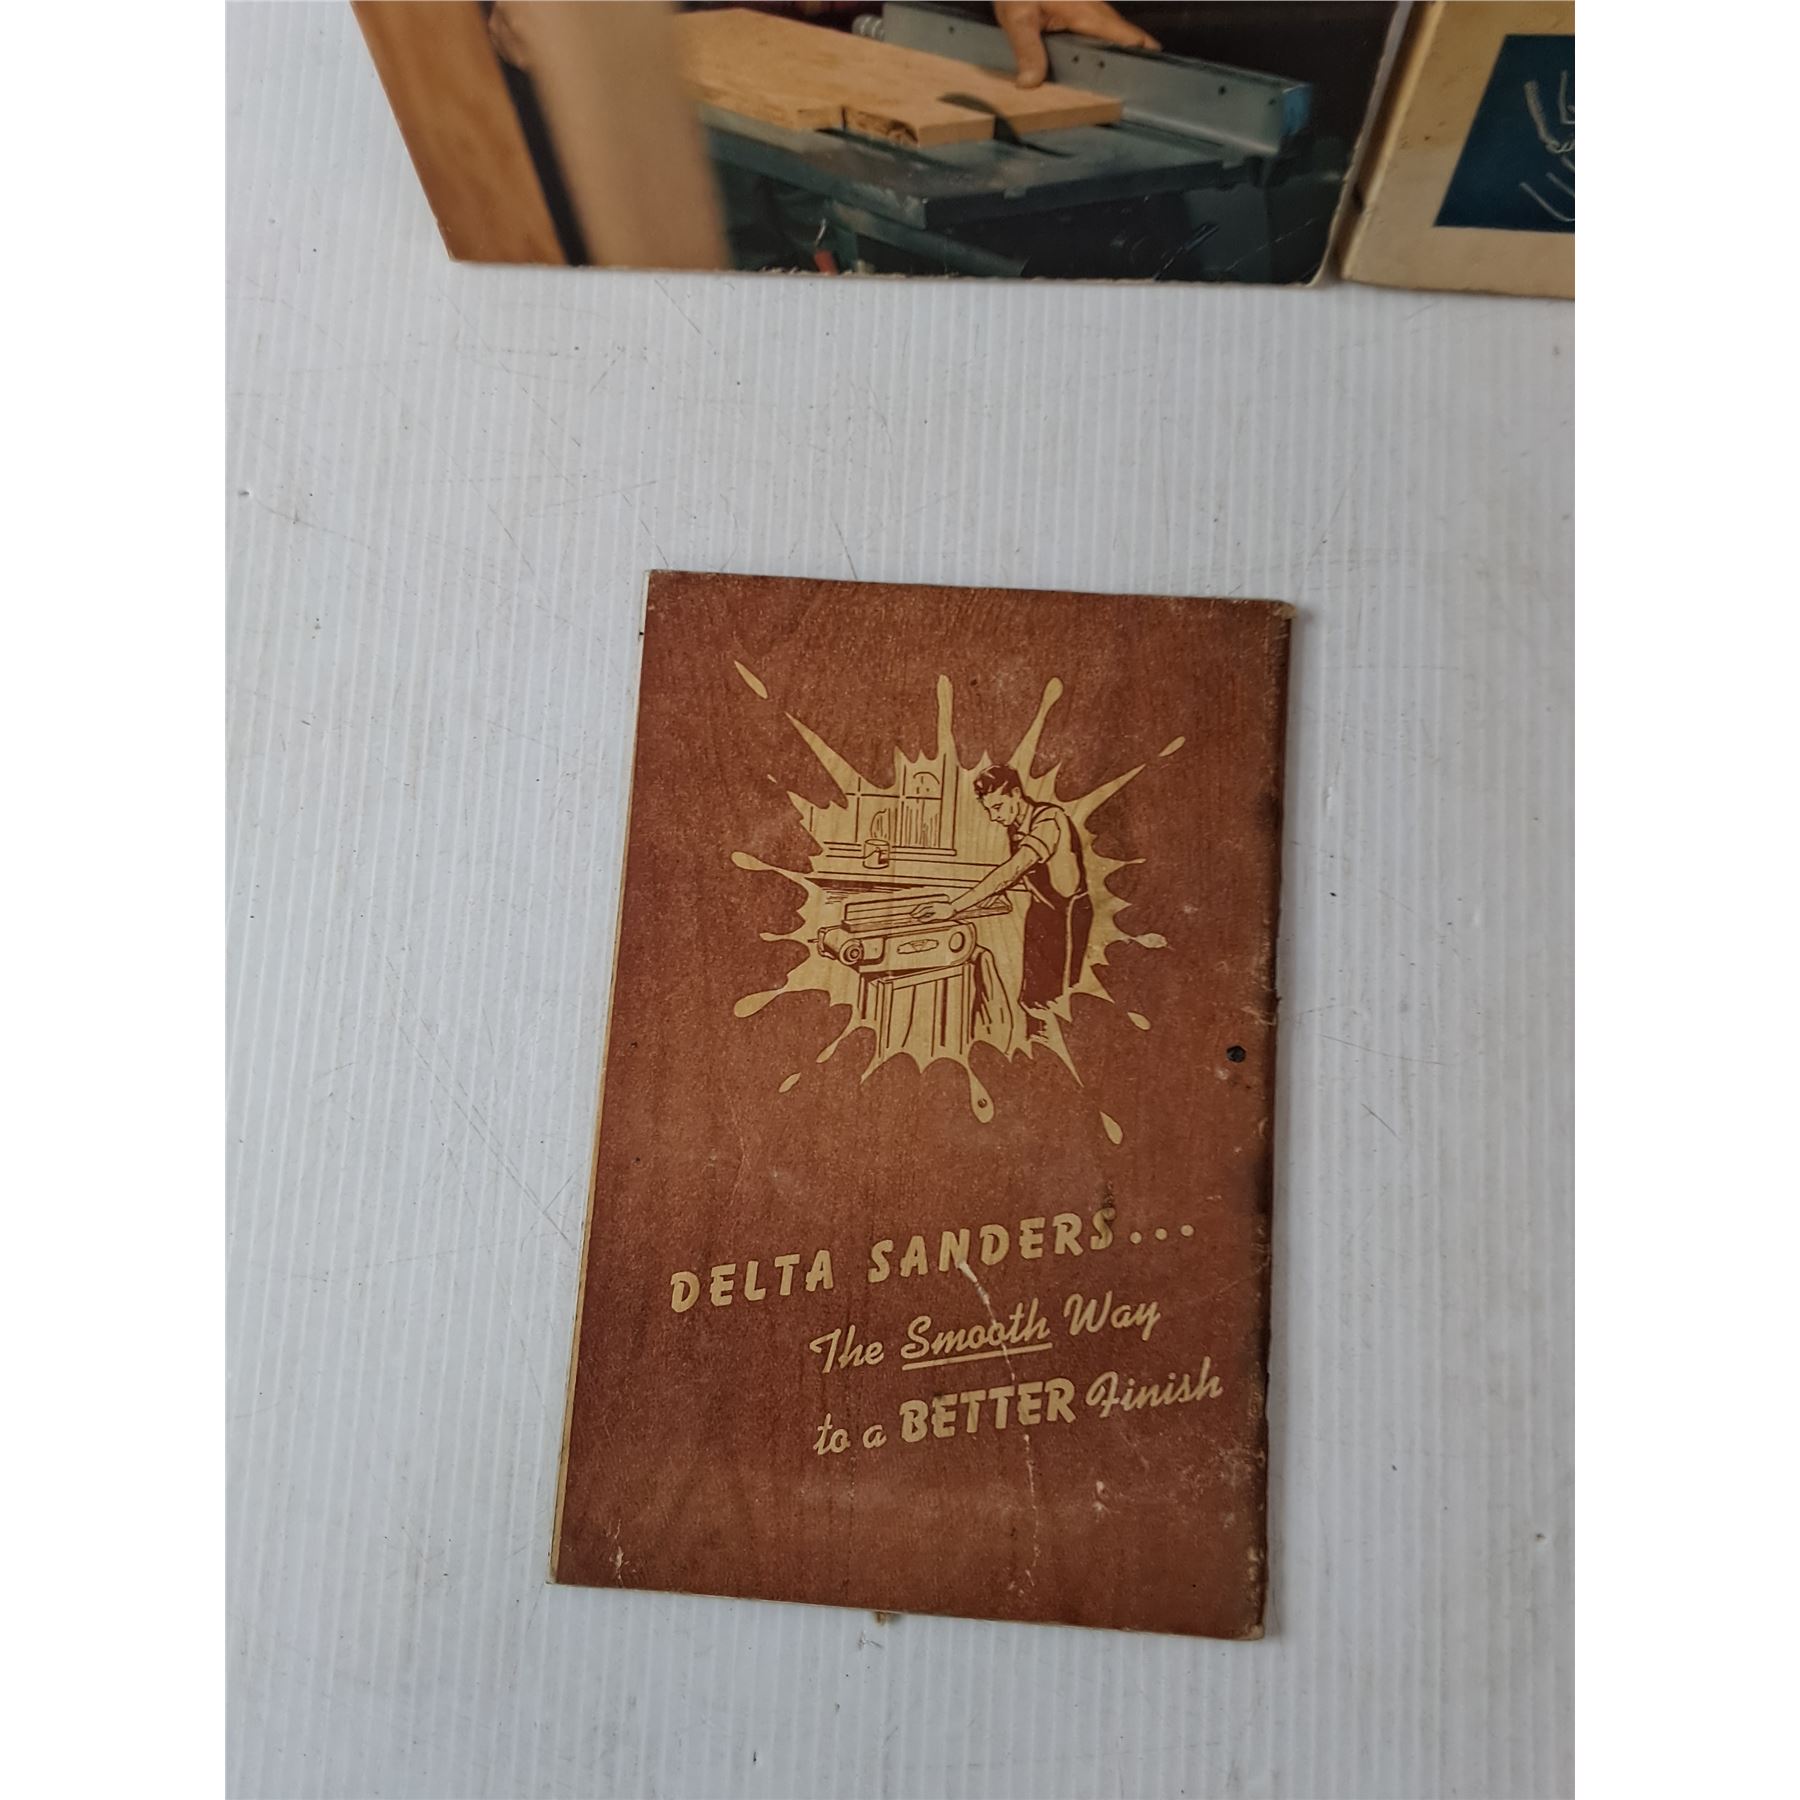 DELTA SANDERS...
The Smooth Way
to a BETTER Finish